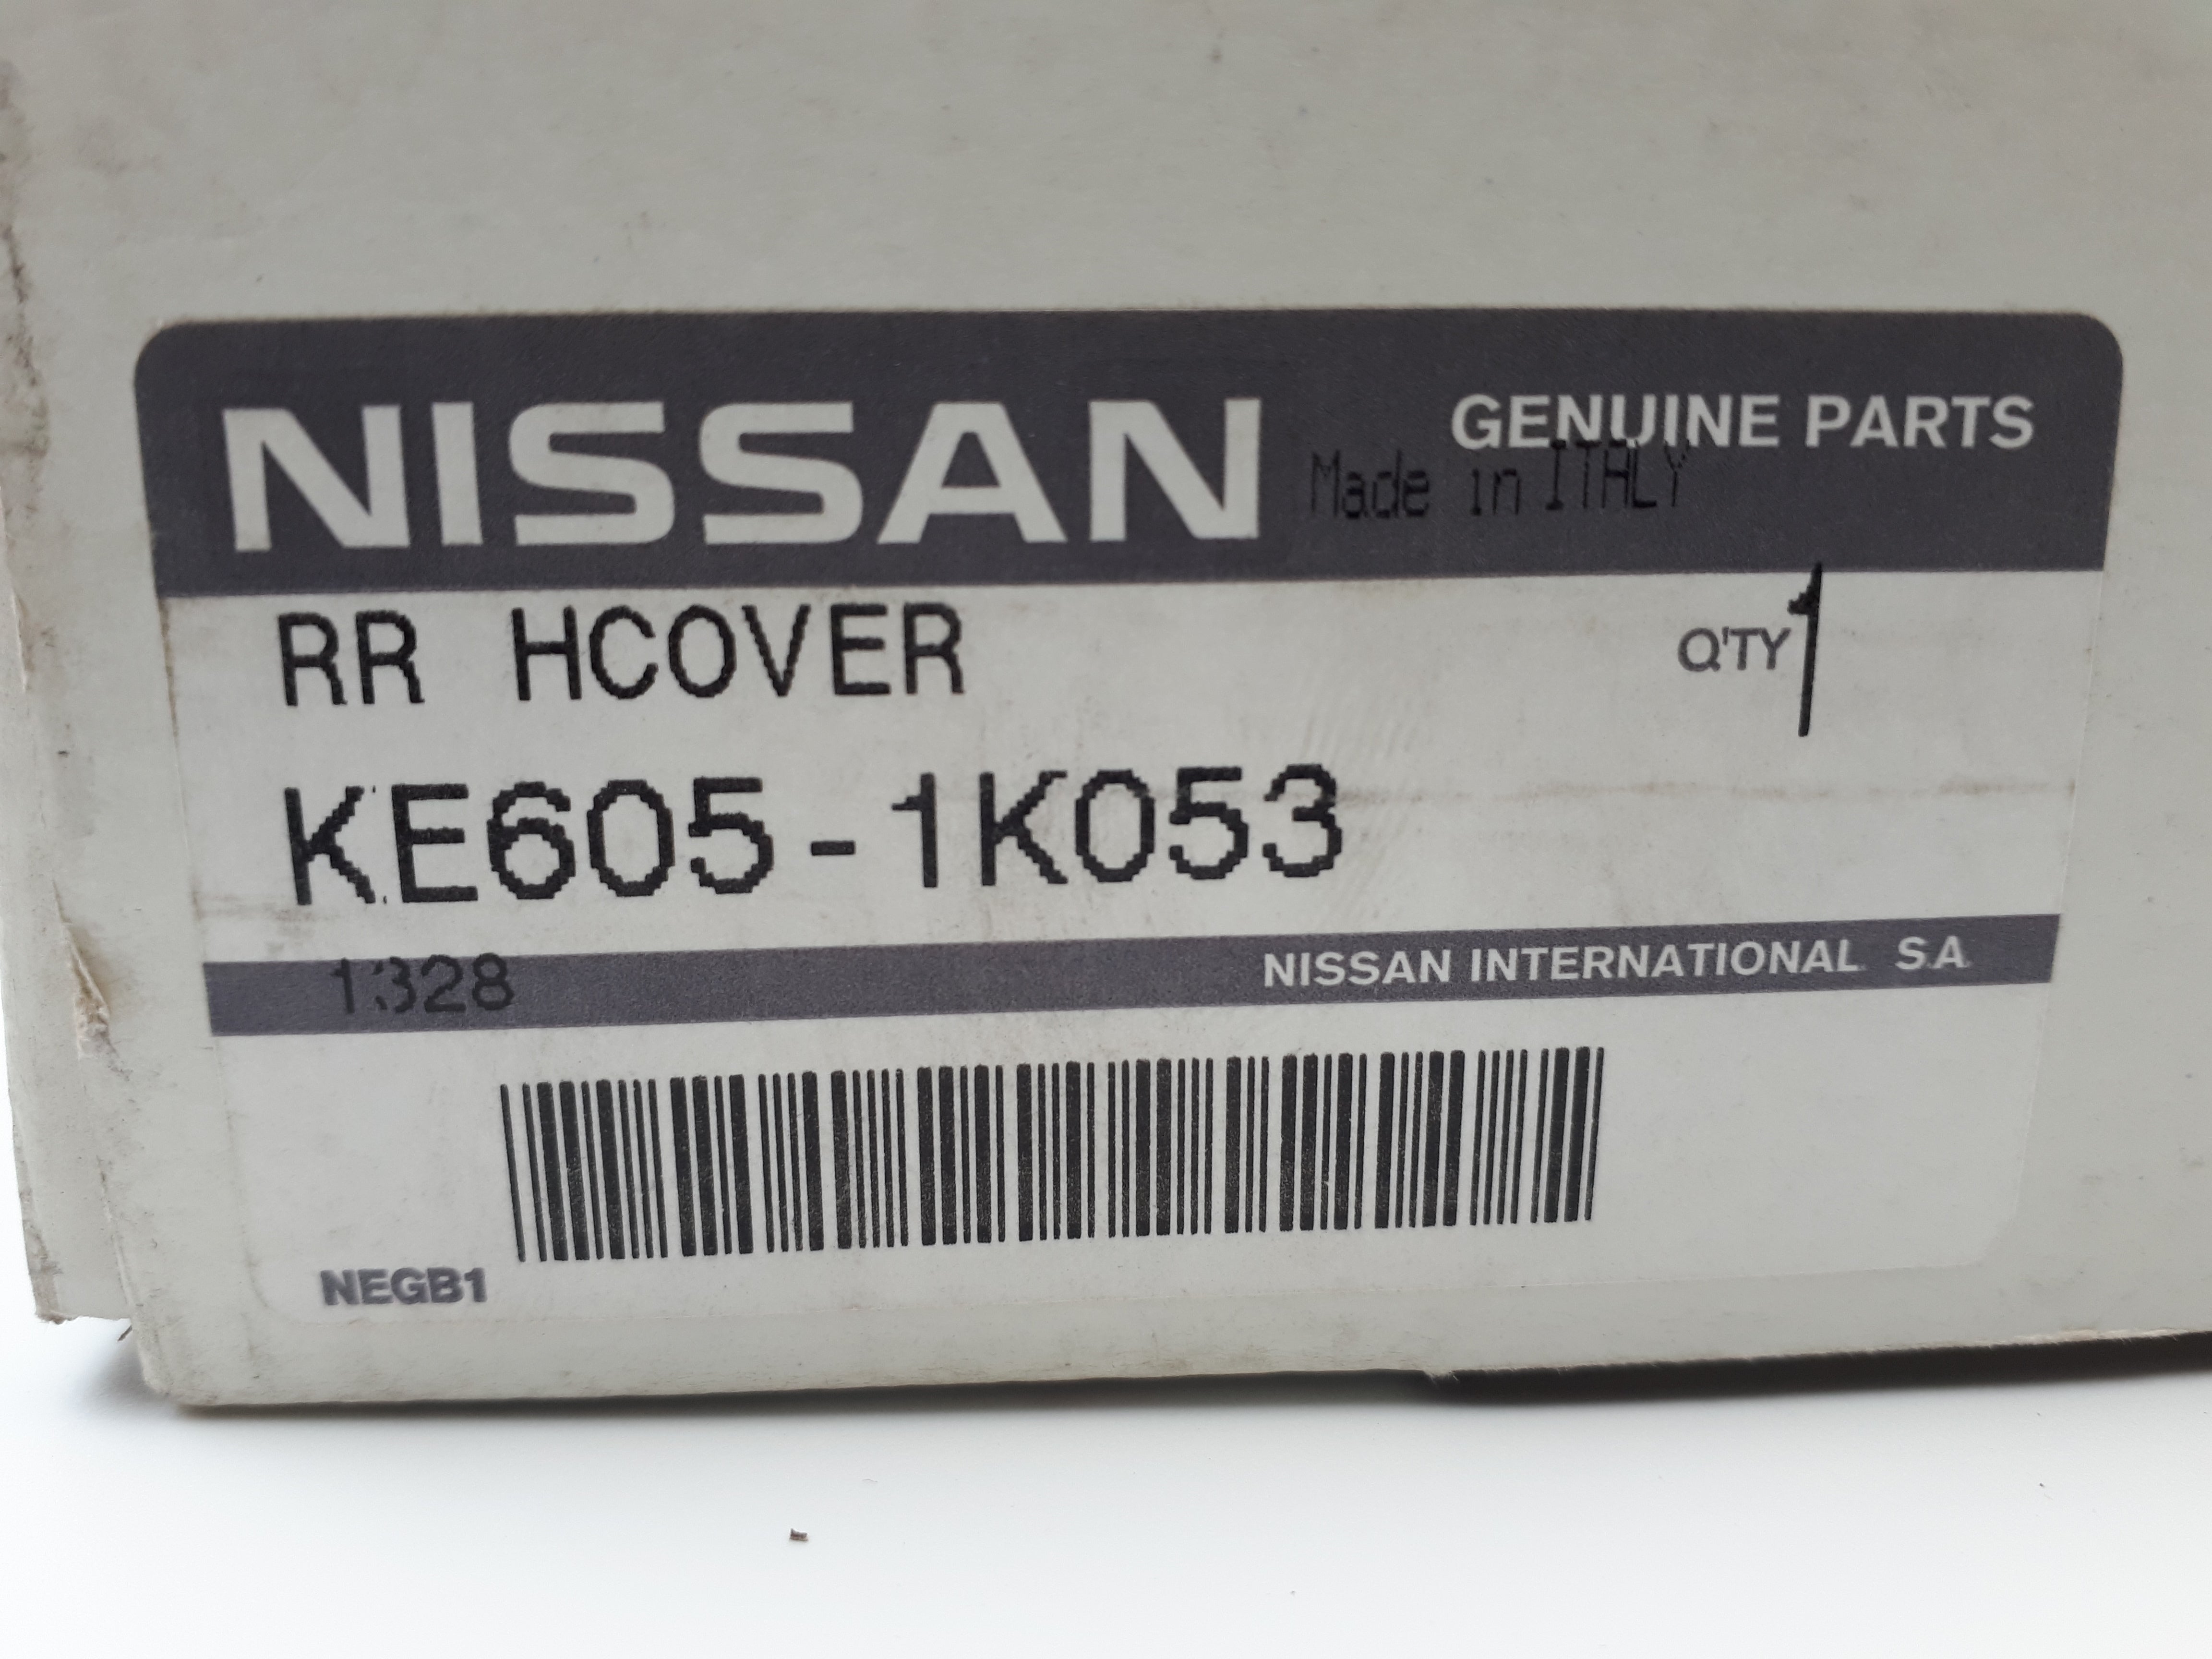 NISSAN GENUINE PARTS
Made in ITALY
RR HCOVER Q'TY 1
KE605-1K053
1328 NISSAN INTERNATIONAL S.A.
NEGB1